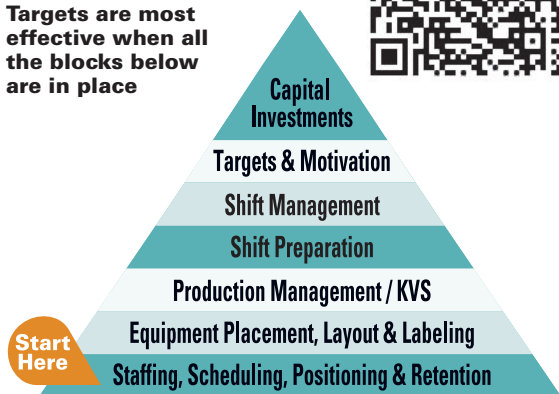 Targets are most
effective when all
the blocks below
are in place
Capital
Investments
Targets & Motivation
Shift Management
Shift Preparation
Production Management / KVS
Equipment Placement, Layout & Labeling
Start
Here
Staffing, Scheduling, Positioning & Retention